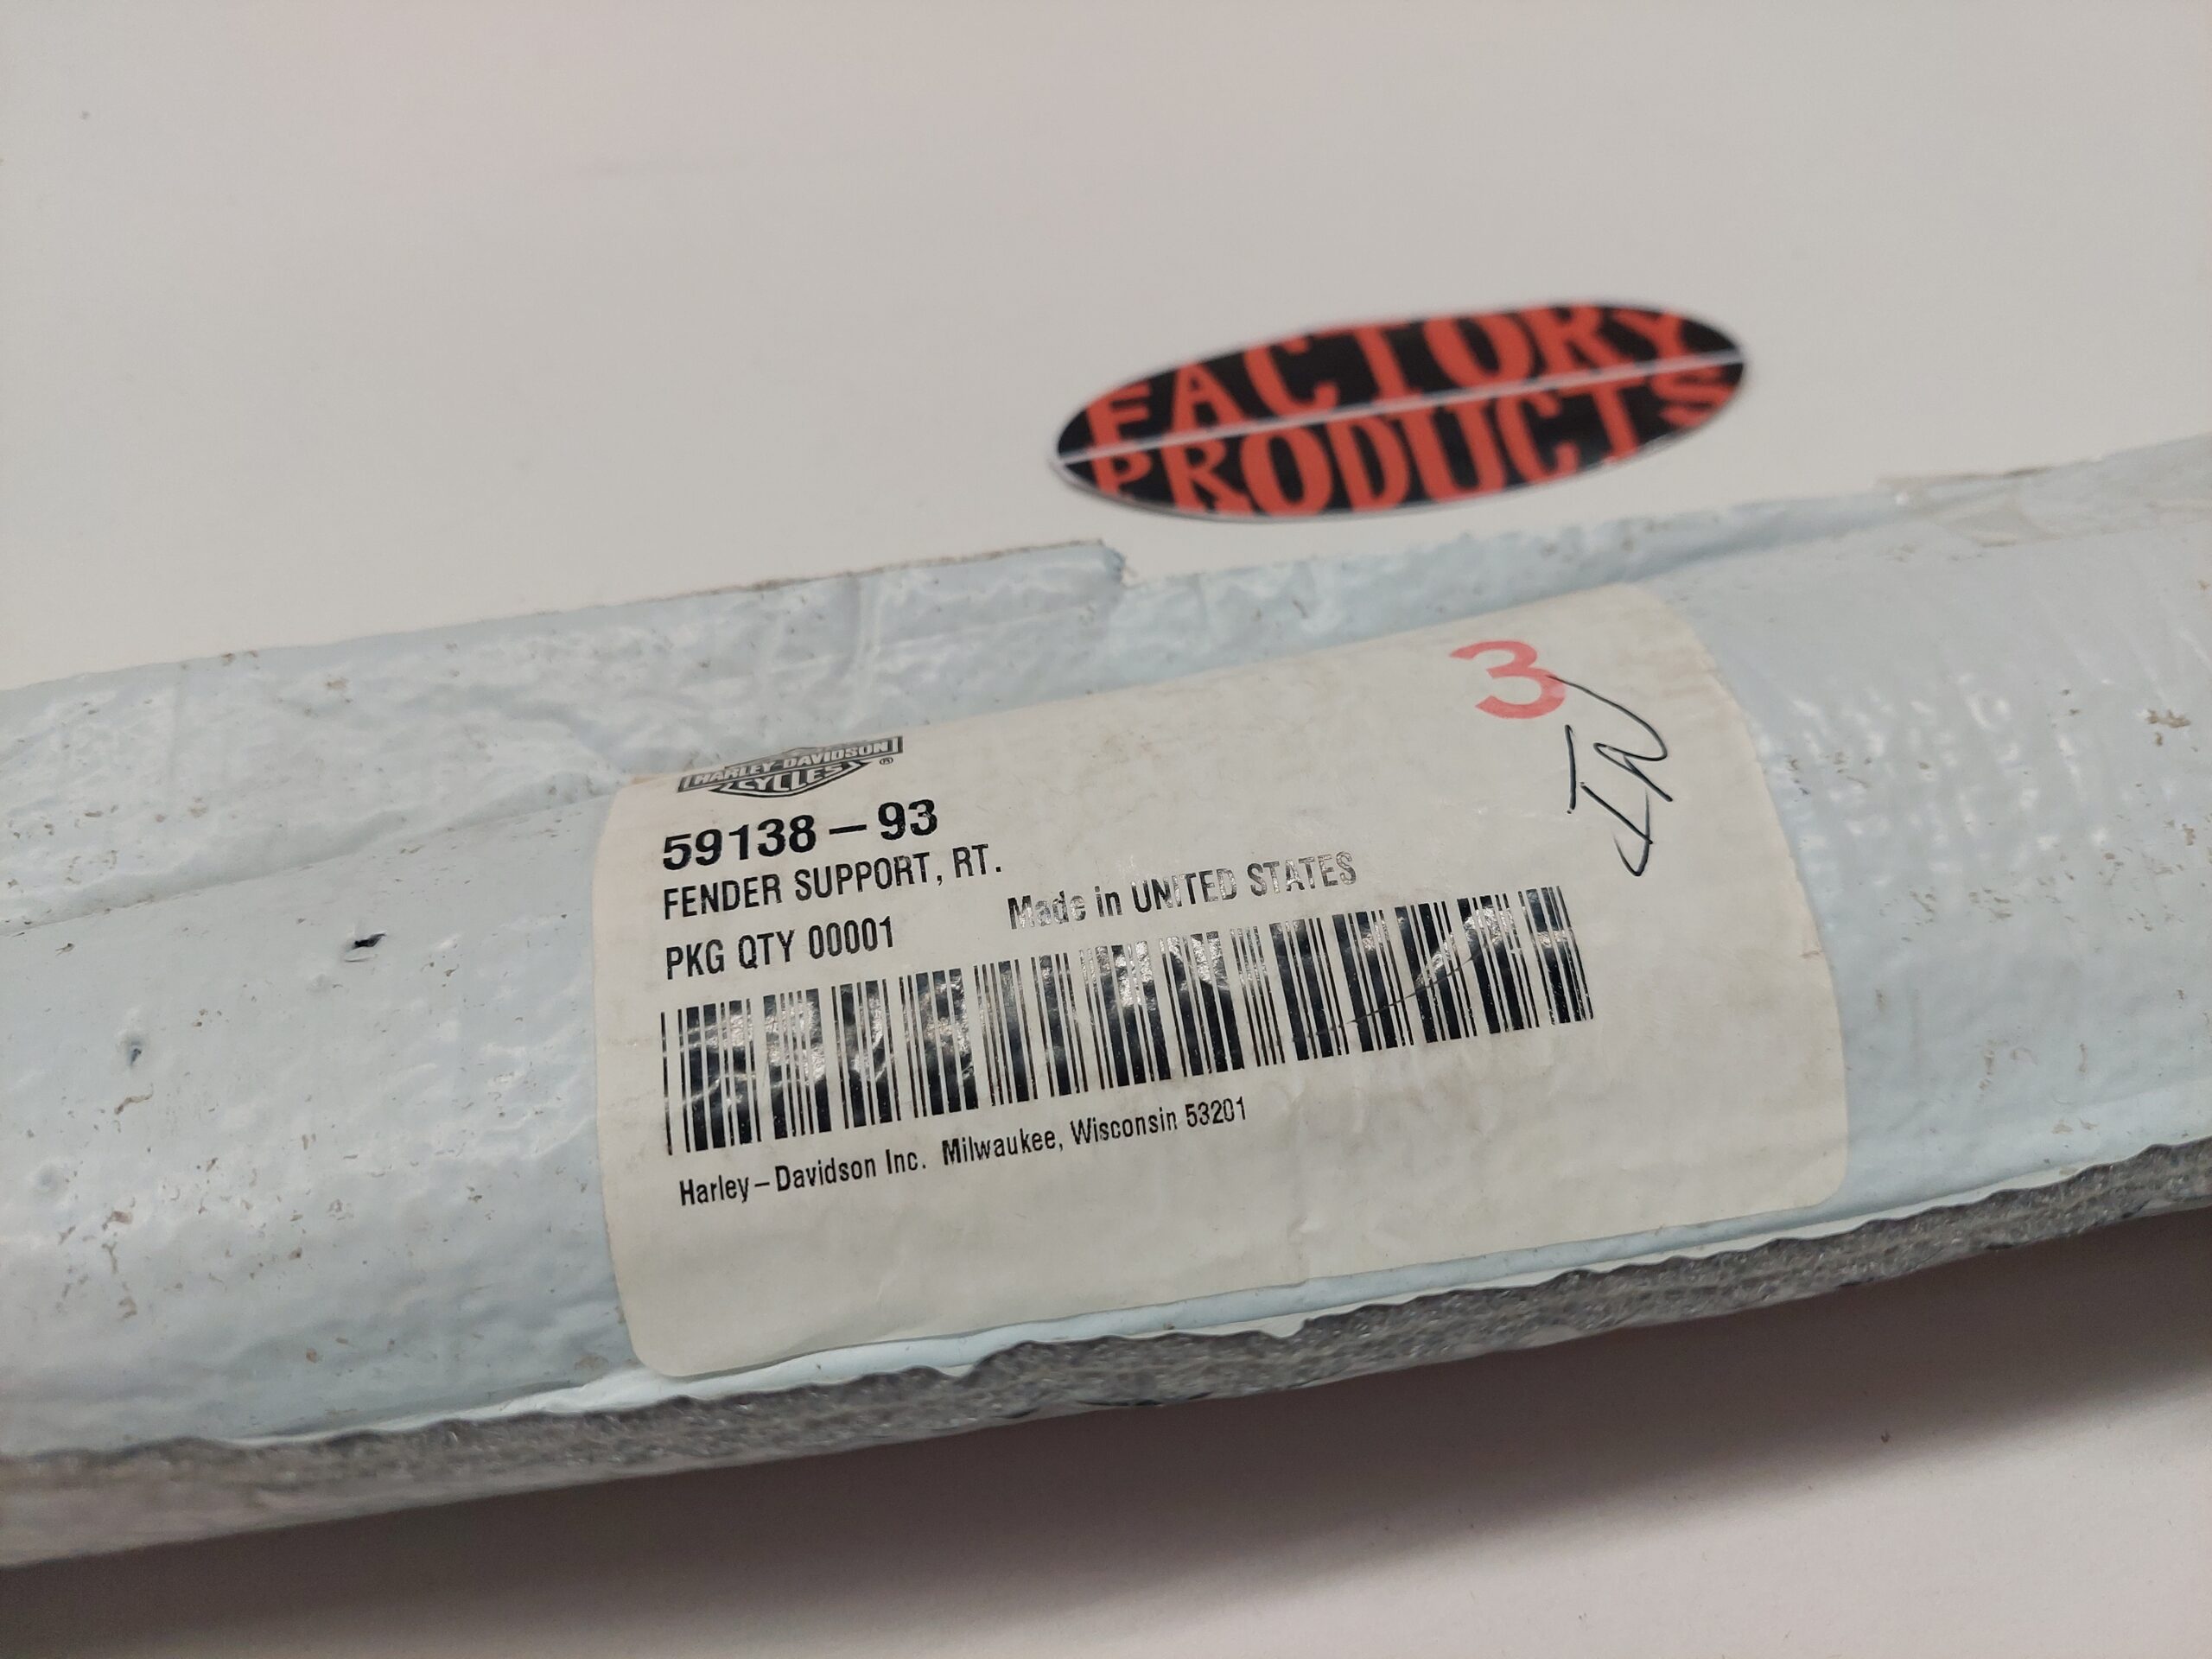 FACTORY
PRODUCTS
3
HARLEY-DAVIDSON
CYCLES®
59138-93
FENDER SUPPORT, RT.
PKG QTY 00001
Made in UNITED STATES
Harley-Davidson Inc. Milwaukee, Wisconsin 53201